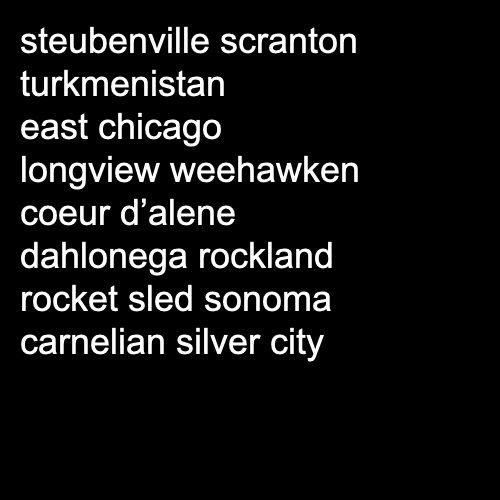 steubenville scranton
turkmenistan
east chicago
longview weehawken
coeur d’alene
dahlonega rockland
rocket sled sonoma
carnelian silver city